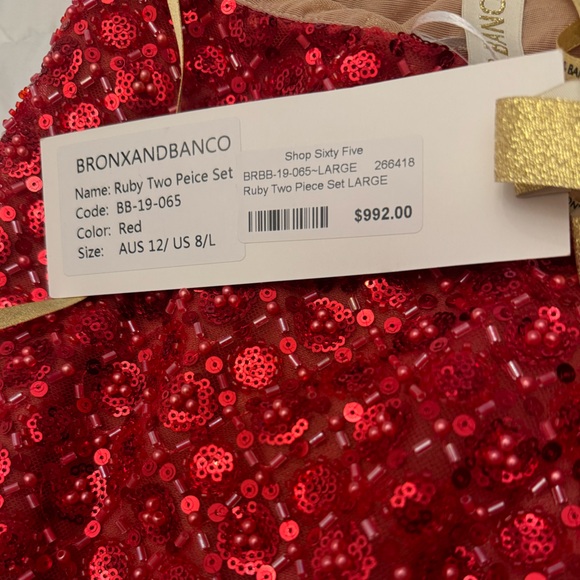 BRONXANDBANCO
Name: Ruby Two Peice Set
Code: BB-19-065
Color: Red
Size: AUS 12/ US 8/L
Shop Sixty Five
BRBB-19-065~LARGE 266418
Ruby Two Piece Set LARGE
$992.00